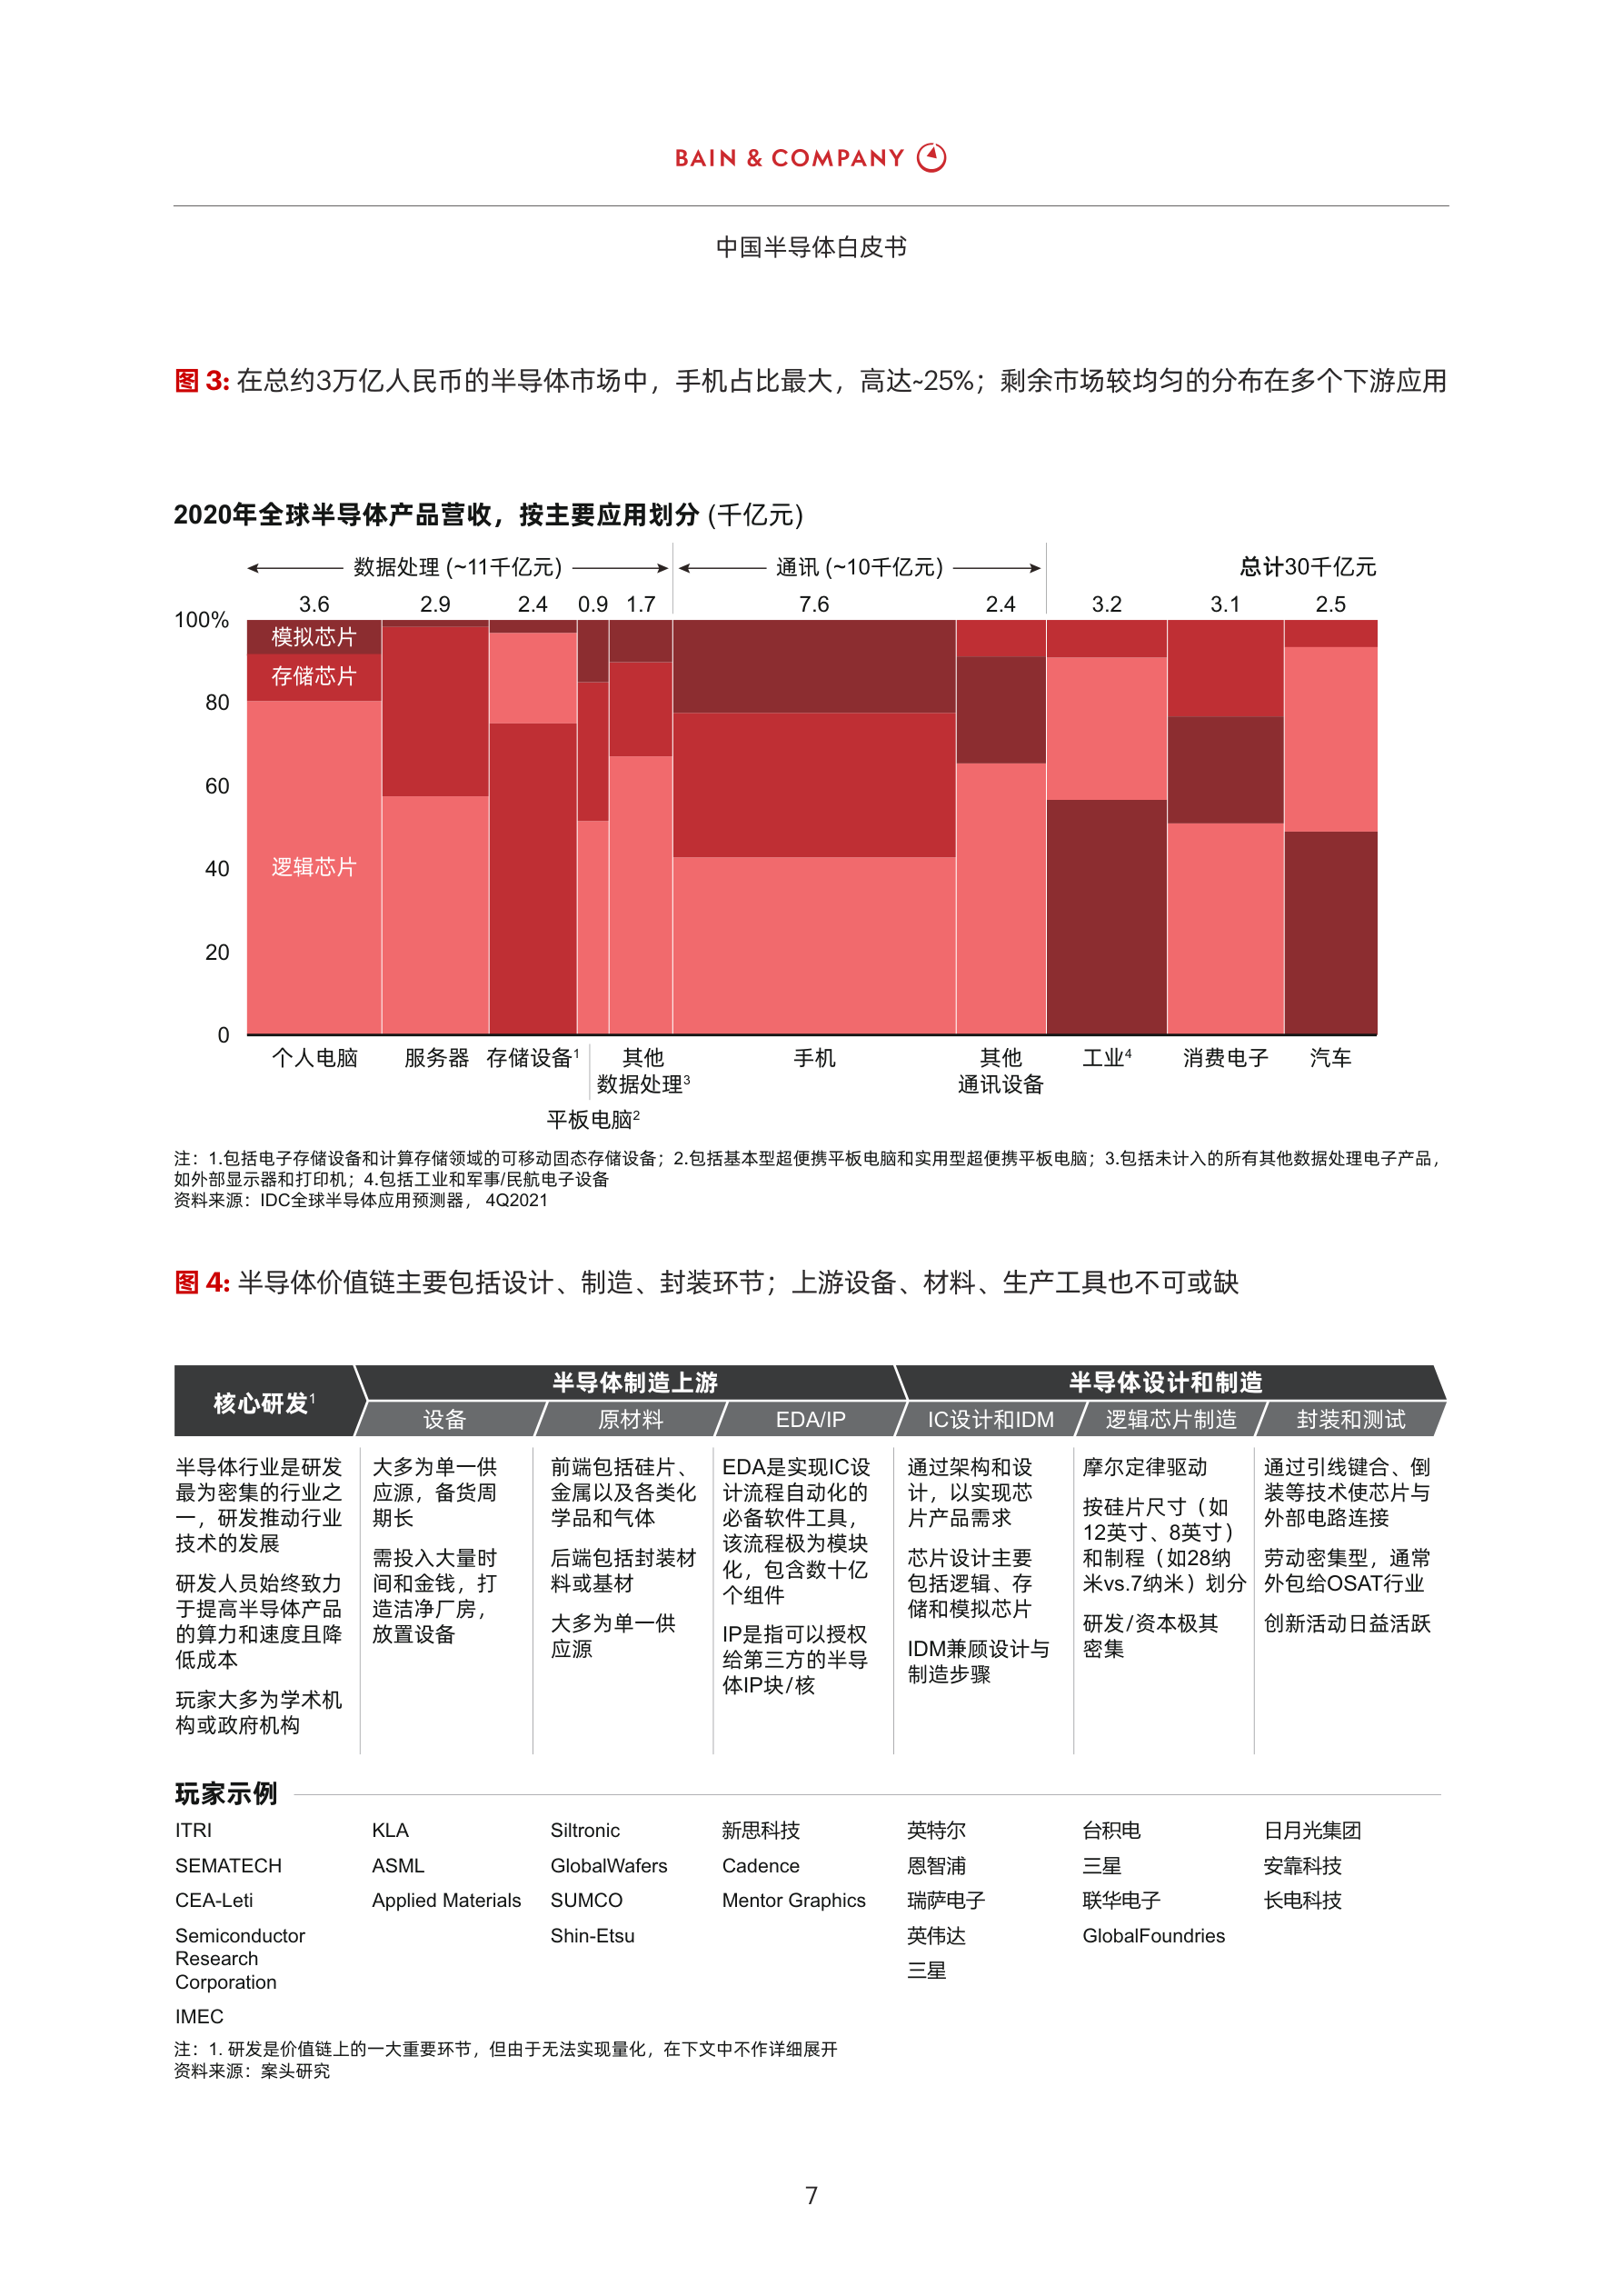 BAIN & COMPANY
中国半导体白皮书
图 3: 在总约3万亿人民币的半导体市场中，手机占比最大，高达~25%；剩余市场较均匀的分布在多个下游应用
2020年全球半导体产品营收，按主要应用划分 (千亿元)
数据处理 (~11千亿元)
通讯 (~10千亿元)
总计30千亿元
3.6 2.9 2.4 0.9 1.7 7.6 2.4 3.2 3.1 2.5
100%
80
60
40
20
0
模拟芯片
存储芯片
逻辑芯片
个人电脑 服务器 存储设备1 其他 手机 其他 工业4 消费电子 汽车
数据处理3 通讯设备
平板电脑2
注：1.包括电子存储设备和计算存储领域的可移动固态存储设备；2.包括基本型超便携平板电脑和实用型超便携平板电脑；3.包括未计入的所有其他数据处理电子产品，
如外部显示器和打印机；4.包括工业和军事/民航电子设备
资料来源：IDC全球半导体应用预测器， 4Q2021
图 4: 半导体价值链主要包括设计、制造、封装环节；上游设备、材料、生产工具也不可或缺
核心研发1
半导体制造上游
半导体设计和制造
设备
原材料
EDA/IP
IC设计和IDM
逻辑芯片制造
封装和测试
半导体行业是研发
最为密集的行业之
一，研发推动行业
技术的发展
研发人员始终致力
于提高半导体产品
的算力和速度且降
低成本
玩家大多为学术机
构或政府机构
大多为单一供
应源，备货周
期长
需投入大量时
间和金钱，打
造洁净厂房，
放置设备
前端包括硅片、
金属以及各类化
学品和气体
后端包括封装材
料或基材
大多为单一供
应源
EDA是实现IC设
计流程自动化的
必备软件工具，
该流程极为模块
化，包含数十亿
个组件
IP是指可以授权
给第三方的半导
体IP块/核
通过架构和设
计，以实现芯
片产品需求
芯片设计主要
包括逻辑、存
储和模拟芯片
IDM兼顾设计与
制造步骤
摩尔定律驱动
按硅片尺寸（如
12英寸、8英寸）
和制程（如28纳
米vs.7纳米）划分
研发/资本极其
密集
通过引线键合、倒
装等技术使芯片与
外部电路连接
劳动密集型，通常
外包给OSAT行业
创新活动日益活跃
玩家示例
ITRI
SEMATECH
CEA-Leti
Semiconductor
Research
Corporation
IMEC
KLA
ASML
Applied Materials
Siltronic
GlobalWafers
SUMCO
Shin-Etsu
新思科技
Cadence
Mentor Graphics
英特尔
恩智浦
瑞萨电子
英伟达
三星
台积电
三星
联华电子
GlobalFoundries
日月光集团
安靠科技
长电科技
注：1. 研发是价值链上的一大重要环节，但由于无法实现量化，在下文中不作详细展开
资料来源：案头研究
7